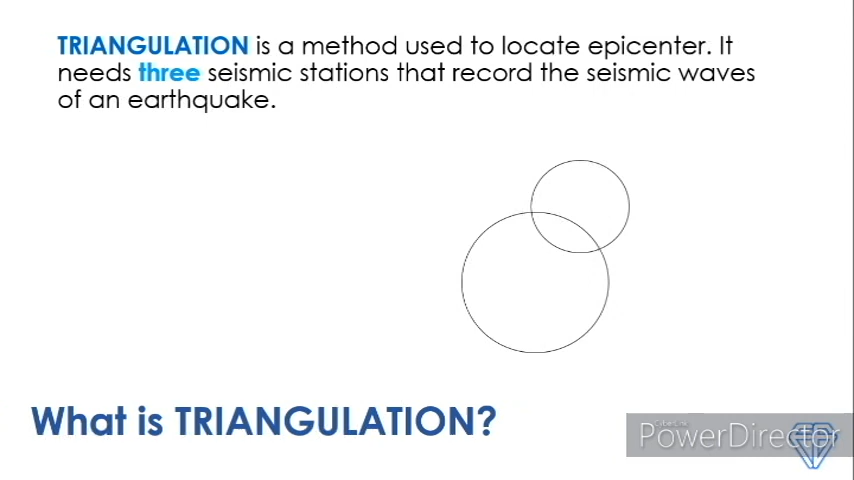 TRIANGULATION is a method used to locate epicenter. It
needs three seismic stations that record the seismic waves
of an earthquake.
What is TRIANGULATION?
CyberLink
PowerDirector